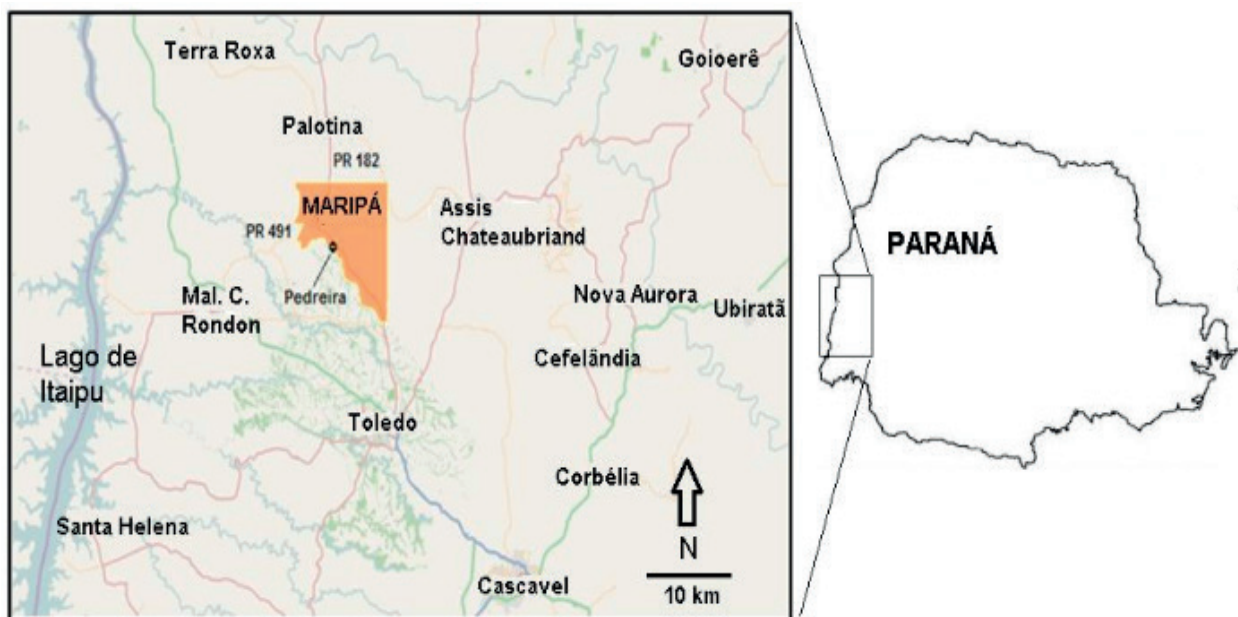 Terra Roxa
Goioerê
Palotina
PR 182
MARIPÁ
Assis
Chateaubriand
PR 491
Pedreira
Mal. C.
Rondon
Nova Aurora
Ubiratã
Lago de
Itaipu
Cefelândia
Toledo
Corbélia
Santa Helena
N
Cascavel
10 km
PARANÁ